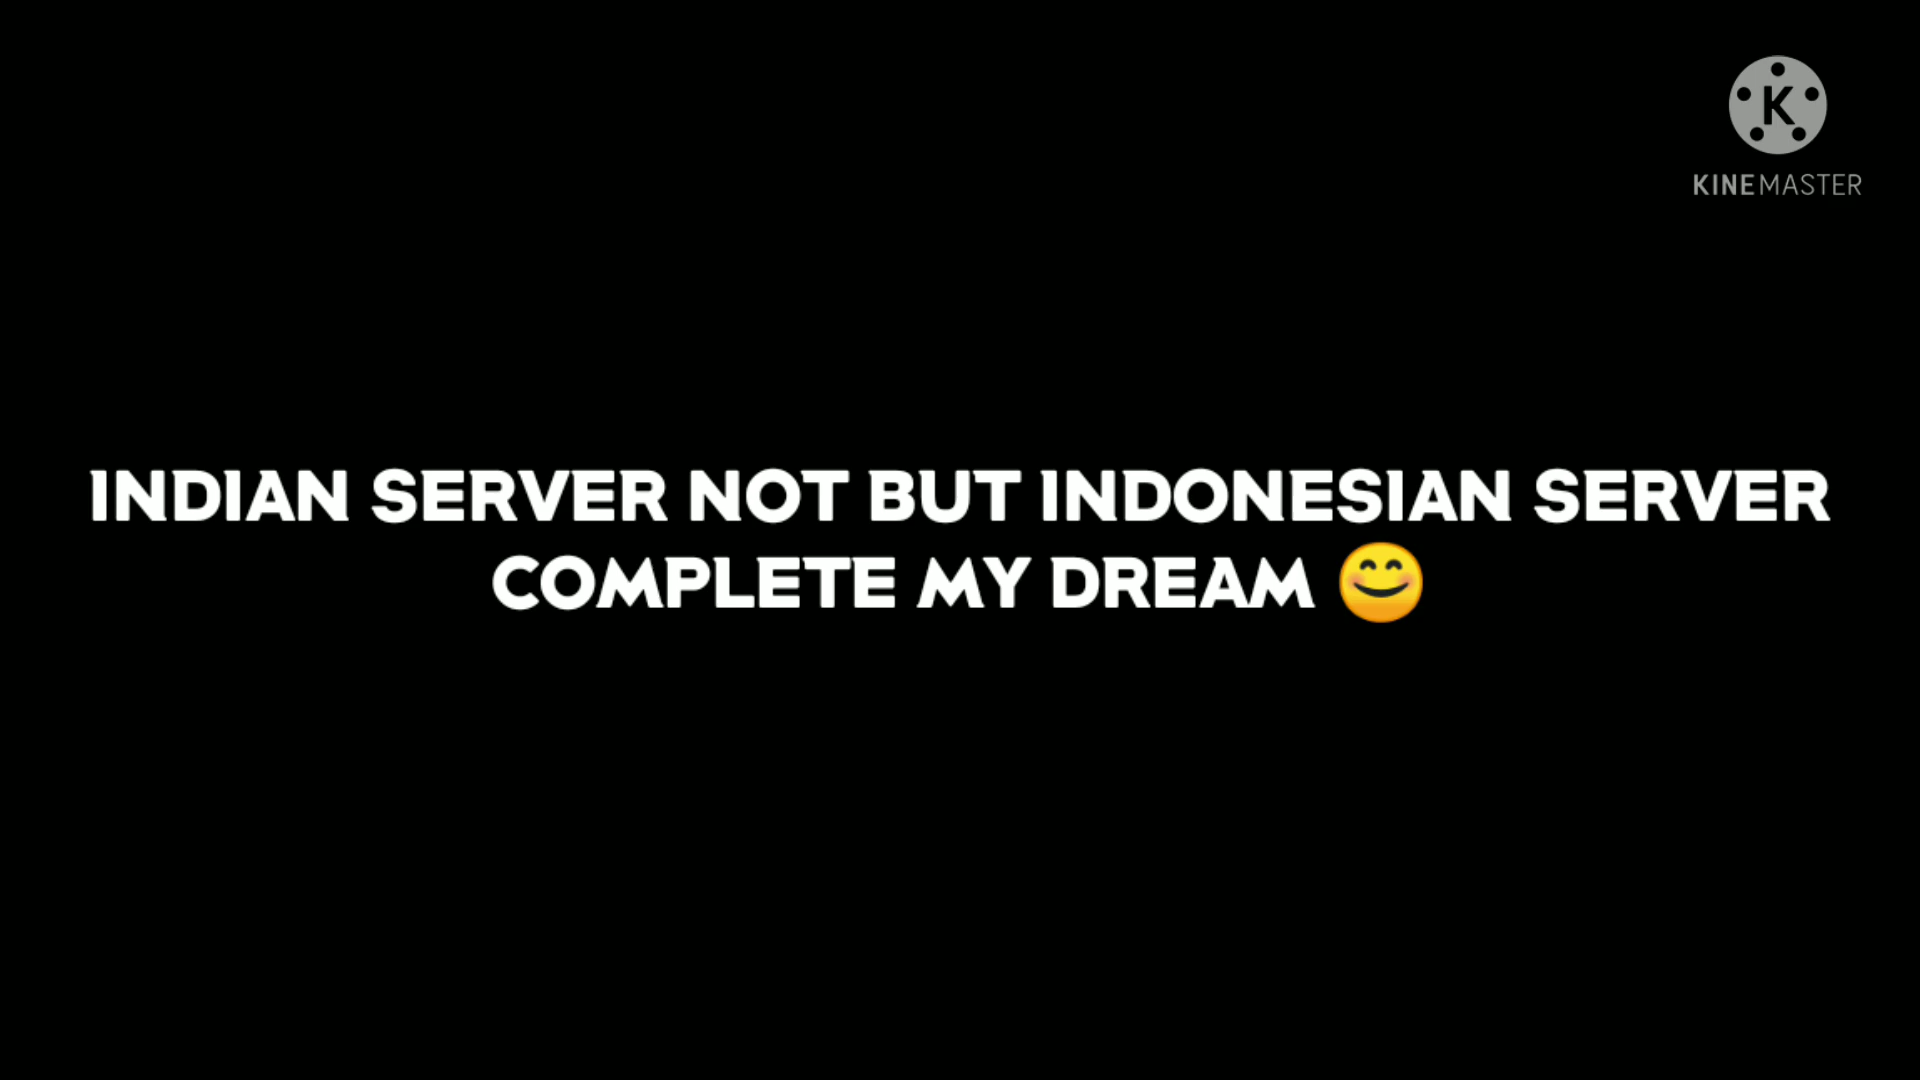 K
KINEMASTER
INDIAN SERVER NOT BUT INDONESIAN SERVER
COMPLETE MY DREAM 😊